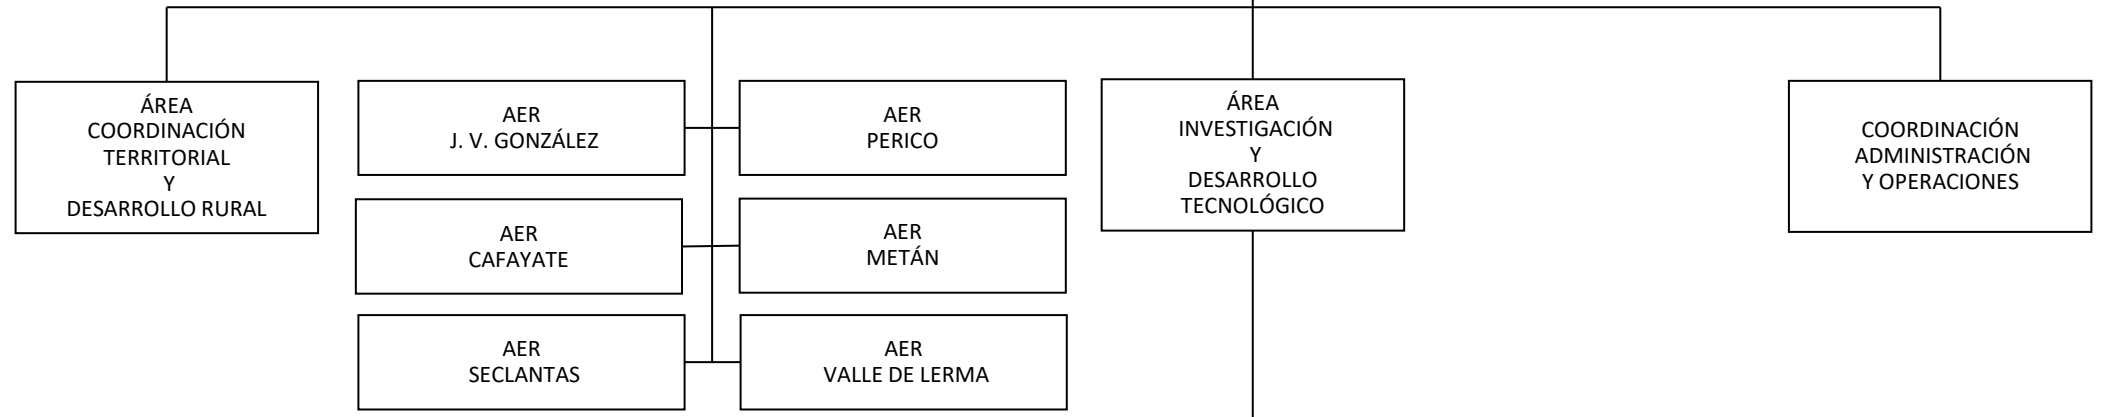 ÁREA
COORDINACIÓN
TERRITORIAL
Y
DESARROLLO RURAL
AER
J. V. GONZÁLEZ
AER
PERICO
AER
CAFAYATE
AER
METÁN
AER
SECLANTAS
AER
VALLE DE LERMA
ÁREA
INVESTIGACIÓN
Y
DESARROLLO
TECNOLÓGICO
COORDINACIÓN
ADMINISTRACIÓN
Y OPERACIONES